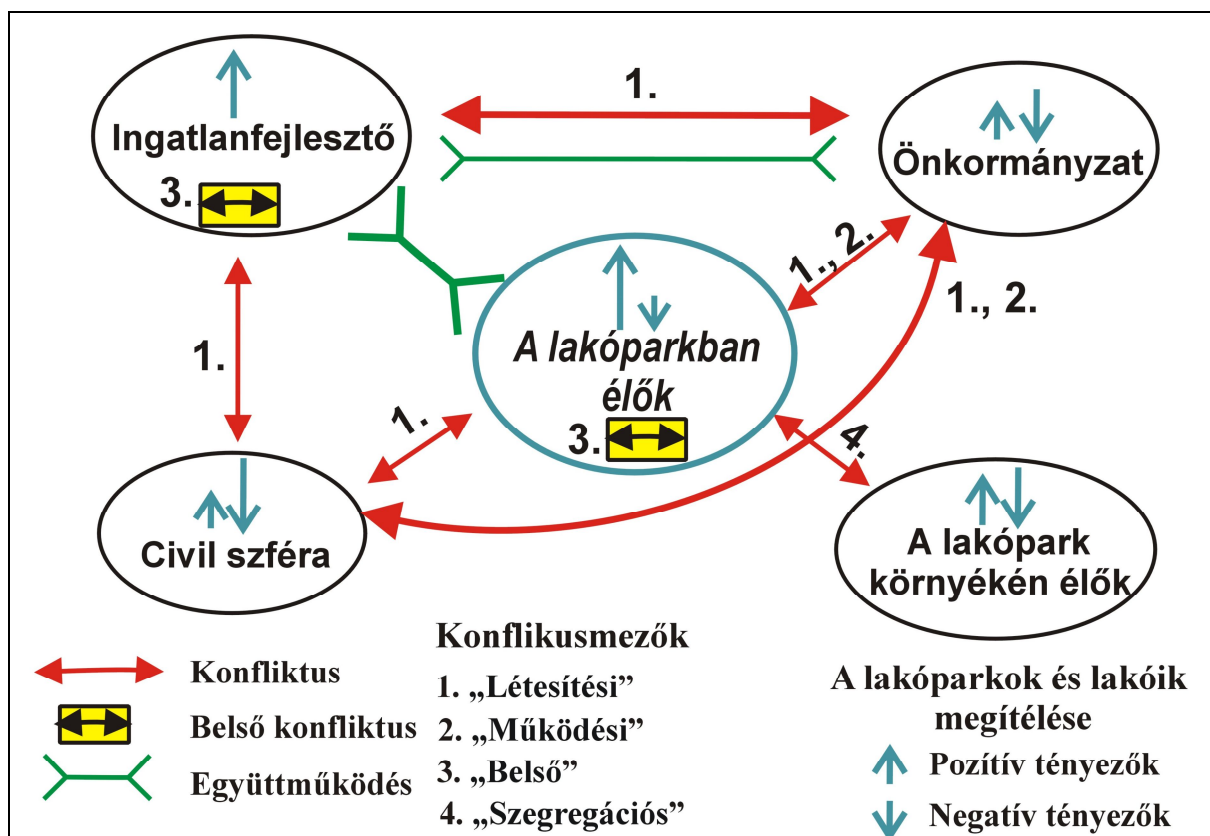 1.
Ingatlanfejlesztő
3.
Önkormányzat
1., 2.
1., 2.
A lakóparkban
élők
3.
1.
1.
4.
Civil szféra
A lakópark
környékén élők
Konfliktus
Belső konfliktus
Együttműködés
Konflikusmezők
1. „Létesítési”
2. „Működési”
3. „Belső”
4. „Szegregációs”
A lakóparkok és lakóik
megítélése
Pozítív tényezők
Negatív tényezők